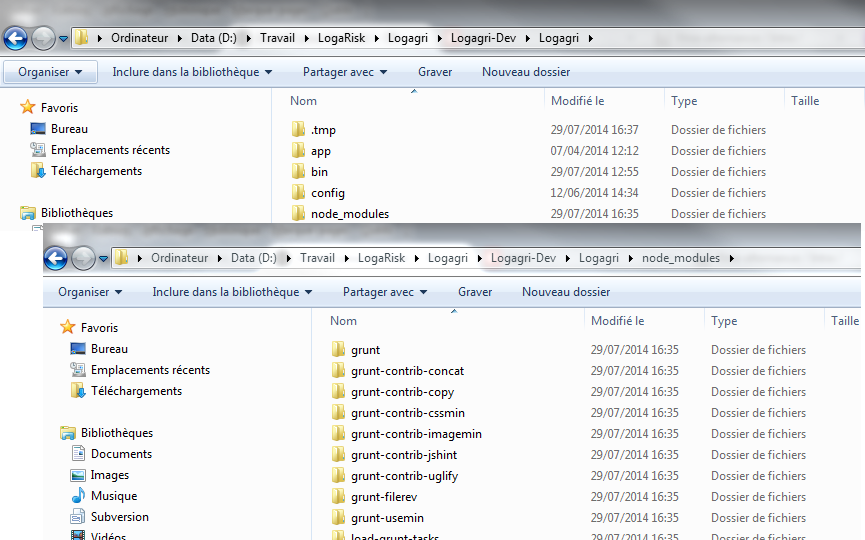 Ordinateur Data (D:) Travail LogaRisk Logagri Logagri-Dev Logagri
Organiser Inclure dans la bibliothèque Partager avec Graver Nouveau dossier
Favoris
Bureau
Emplacements récents
Téléchargements
Bibliothèques
Nom Modifié le Type Taille
.tmp 29/07/2014 16:37 Dossier de fichiers
app 07/04/2014 12:12 Dossier de fichiers
bin 29/07/2014 12:55 Dossier de fichiers
config 12/06/2014 14:34 Dossier de fichiers
node_modules 29/07/2014 16:35 Dossier de fichiers
Ordinateur Data (D:) Travail LogaRisk Logagri Logagri-Dev Logagri node_modules
Organiser Inclure dans la bibliothèque Partager avec Graver Nouveau dossier
Favoris
Bureau
Emplacements récents
Téléchargements
Bibliothèques
Documents
Images
Musique
Subversion
Vidéos
Nom Modifié le Type Taille
grunt 29/07/2014 16:35 Dossier de fichiers
grunt-contrib-concat 29/07/2014 16:35 Dossier de fichiers
grunt-contrib-copy 29/07/2014 16:35 Dossier de fichiers
grunt-contrib-cssmin 29/07/2014 16:35 Dossier de fichiers
grunt-contrib-imagemin 29/07/2014 16:35 Dossier de fichiers
grunt-contrib-jshint 29/07/2014 16:35 Dossier de fichiers
grunt-contrib-uglify 29/07/2014 16:35 Dossier de fichiers
grunt-filerev 29/07/2014 16:35 Dossier de fichiers
grunt-usemin 29/07/2014 16:35 Dossier de fichiers
load-grunt-tasks 29/07/2014 16:35 Dossier de fichiers